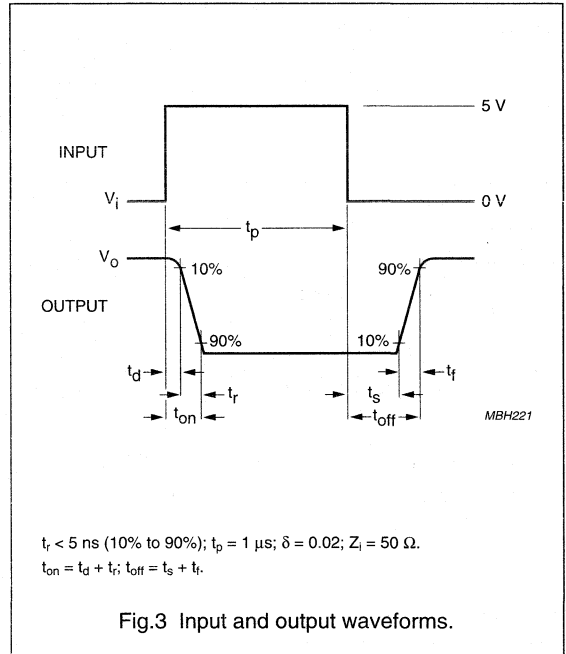 5 V
INPUT
Vi
0 V
tp
Vo
10%
90%
OUTPUT
90%
10%
td
tf
tr
ts
ton
toff
MBH221
tr < 5 ns (10% to 90%); tp = 1 μs; δ = 0.02; Zi = 50 Ω.
ton = td + tr; toff = ts + tf.
Fig.3 Input and output waveforms.